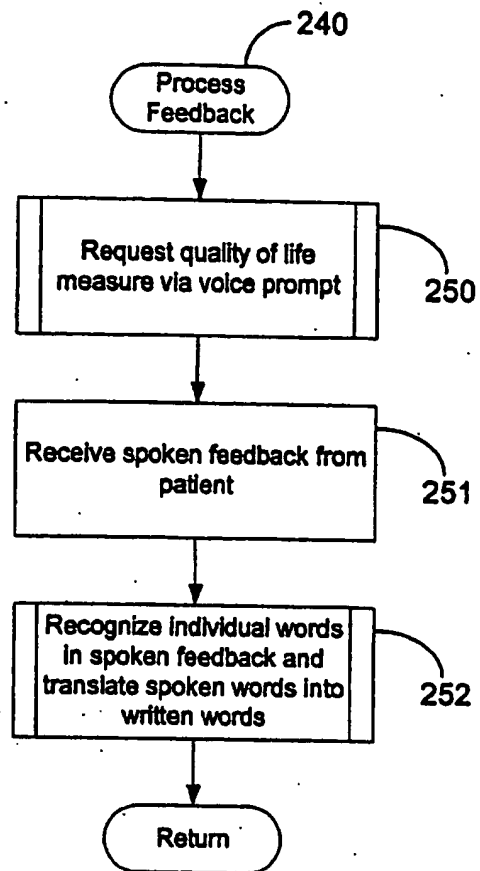 240
Process
Feedback
Request quality of life
measure via voice prompt
250
Receive spoken feedback from
patient
251
Recognize individual words
in spoken feedback and
translate spoken words into
written words
252
Return